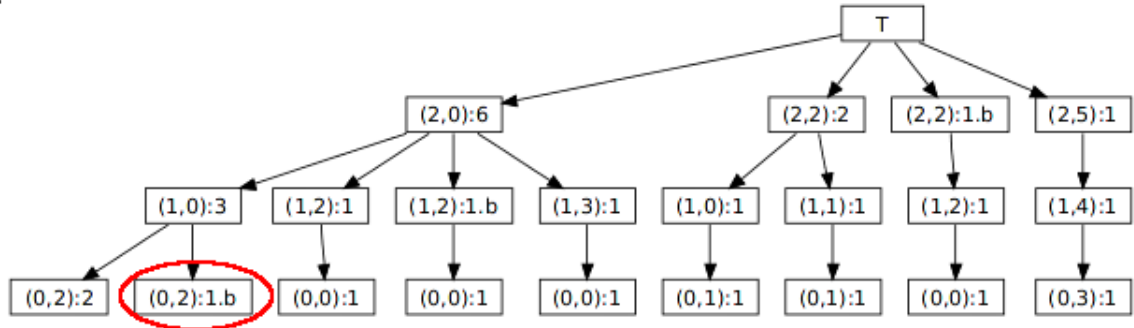 T
(2,0):6 (2,2):2 (2,2):1.b (2,5):1
(1,0):3 (1,2):1 (1,2):1.b (1,3):1 (1,0):1 (1,1):1 (1,2):1 (1,4):1
(0,2):2 (0,2):1.b (0,0):1 (0,0):1 (0,0):1 (0,1):1 (0,1):1 (0,0):1 (0,3):1